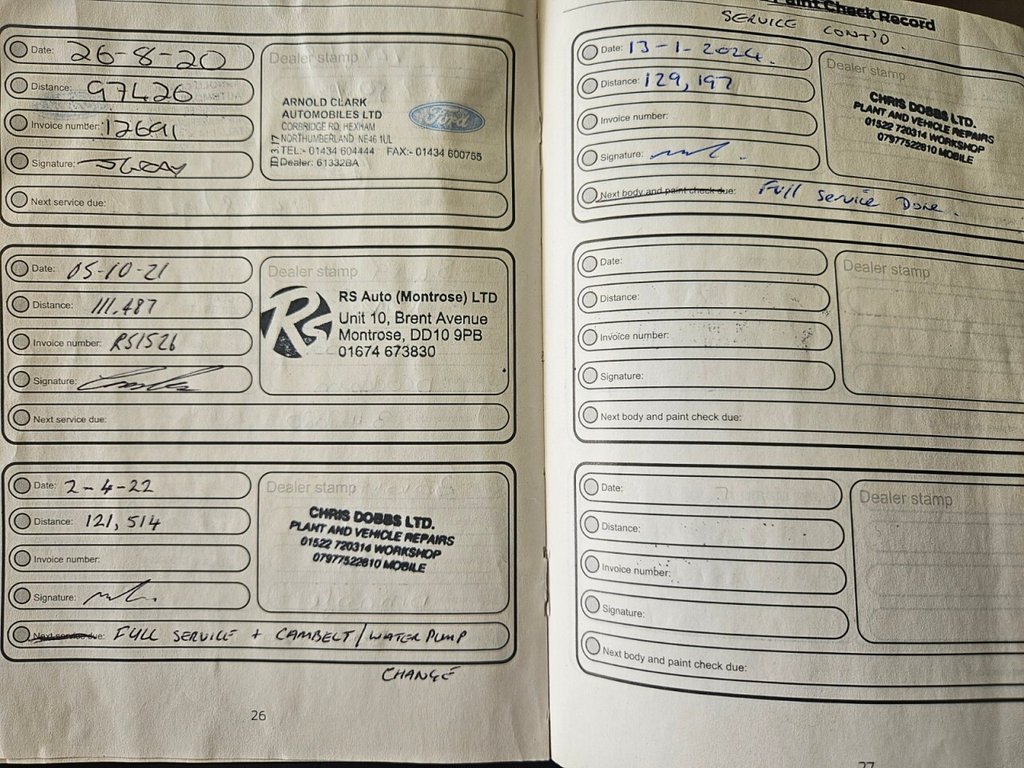 Date: 26-8-20
Distance: 97426
Invoice number: 12691
Signature:
Next service due:
Dealer stamp
ARNOLD CLARK
AUTOMOBILES LTD
CORBRIDGE RD, HEXHAM
NORTHUMBERLAND NE46 1UL
TEL:- 01434 604444 FAX:- 01434 600765
Dealer: 61332BA
Ford
Date: 05-10-21
Distance: 111.487
Invoice number: RS1526
Signature:
Next service due:
Dealer stamp
RS Auto (Montrose) LTD
Unit 10, Brent Avenue
Montrose, DD10 9PB
01674 673830
Date: 2-4-22
Distance: 121,514
Invoice number:
Signature:
Next service due: FULL SERVICE + CAMBELT/WATER PUMP
CHANGE
Dealer stamp
CHRIS DOBBS LTD.
PLANT AND VEHICLE REPAIRS
01522 720314 WORKSHOP
07977522810 MOBILE
26
Paint Check Record
SERVICE CONT'D.
Date: 13-1-2024.
Distance: 129,197
Invoice number:
Signature:
Next body and paint check due: Full Service Done.
Dealer stamp
CHRIS DOBBS LTD.
PLANT AND VEHICLE REPAIRS
01522 720314 WORKSHOP
07977522810 MOBILE
Date:
Distance:
Invoice number:
Signature:
Next body and paint check due:
Dealer stamp
Date:
Distance:
Invoice number:
Signature:
Next body and paint check due:
Dealer stamp
27